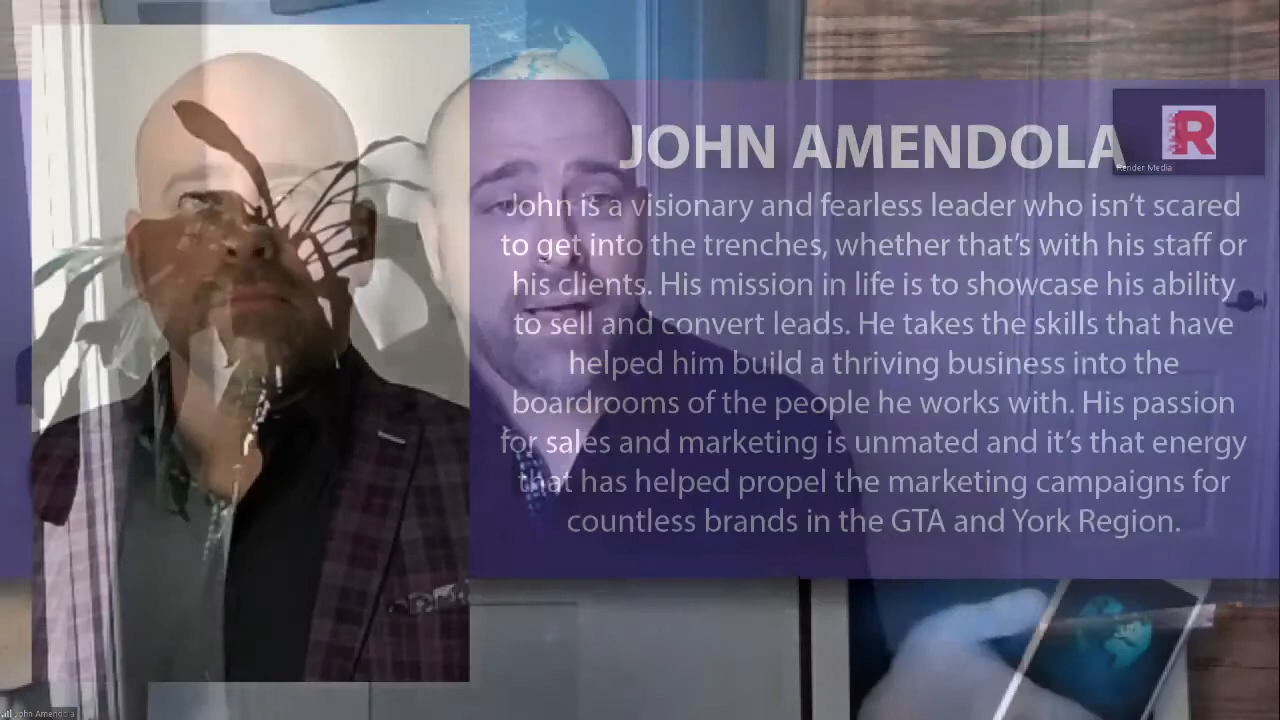 JOHN AMENDOLA
R
Render Media
John is a visionary and fearless leader who isn't scared
to get into the trenches, whether that's with his staff or
his clients. His mission in life is to showcase his ability
to sell and convert leads. He takes the skills that have
helped him build a thriving business into the
boardrooms of the people he works with. His passion
for sales and marketing is unmated and it's that energy
that has helped propel the marketing campaigns for
countless brands in the GTA and York Region.
John Amendola